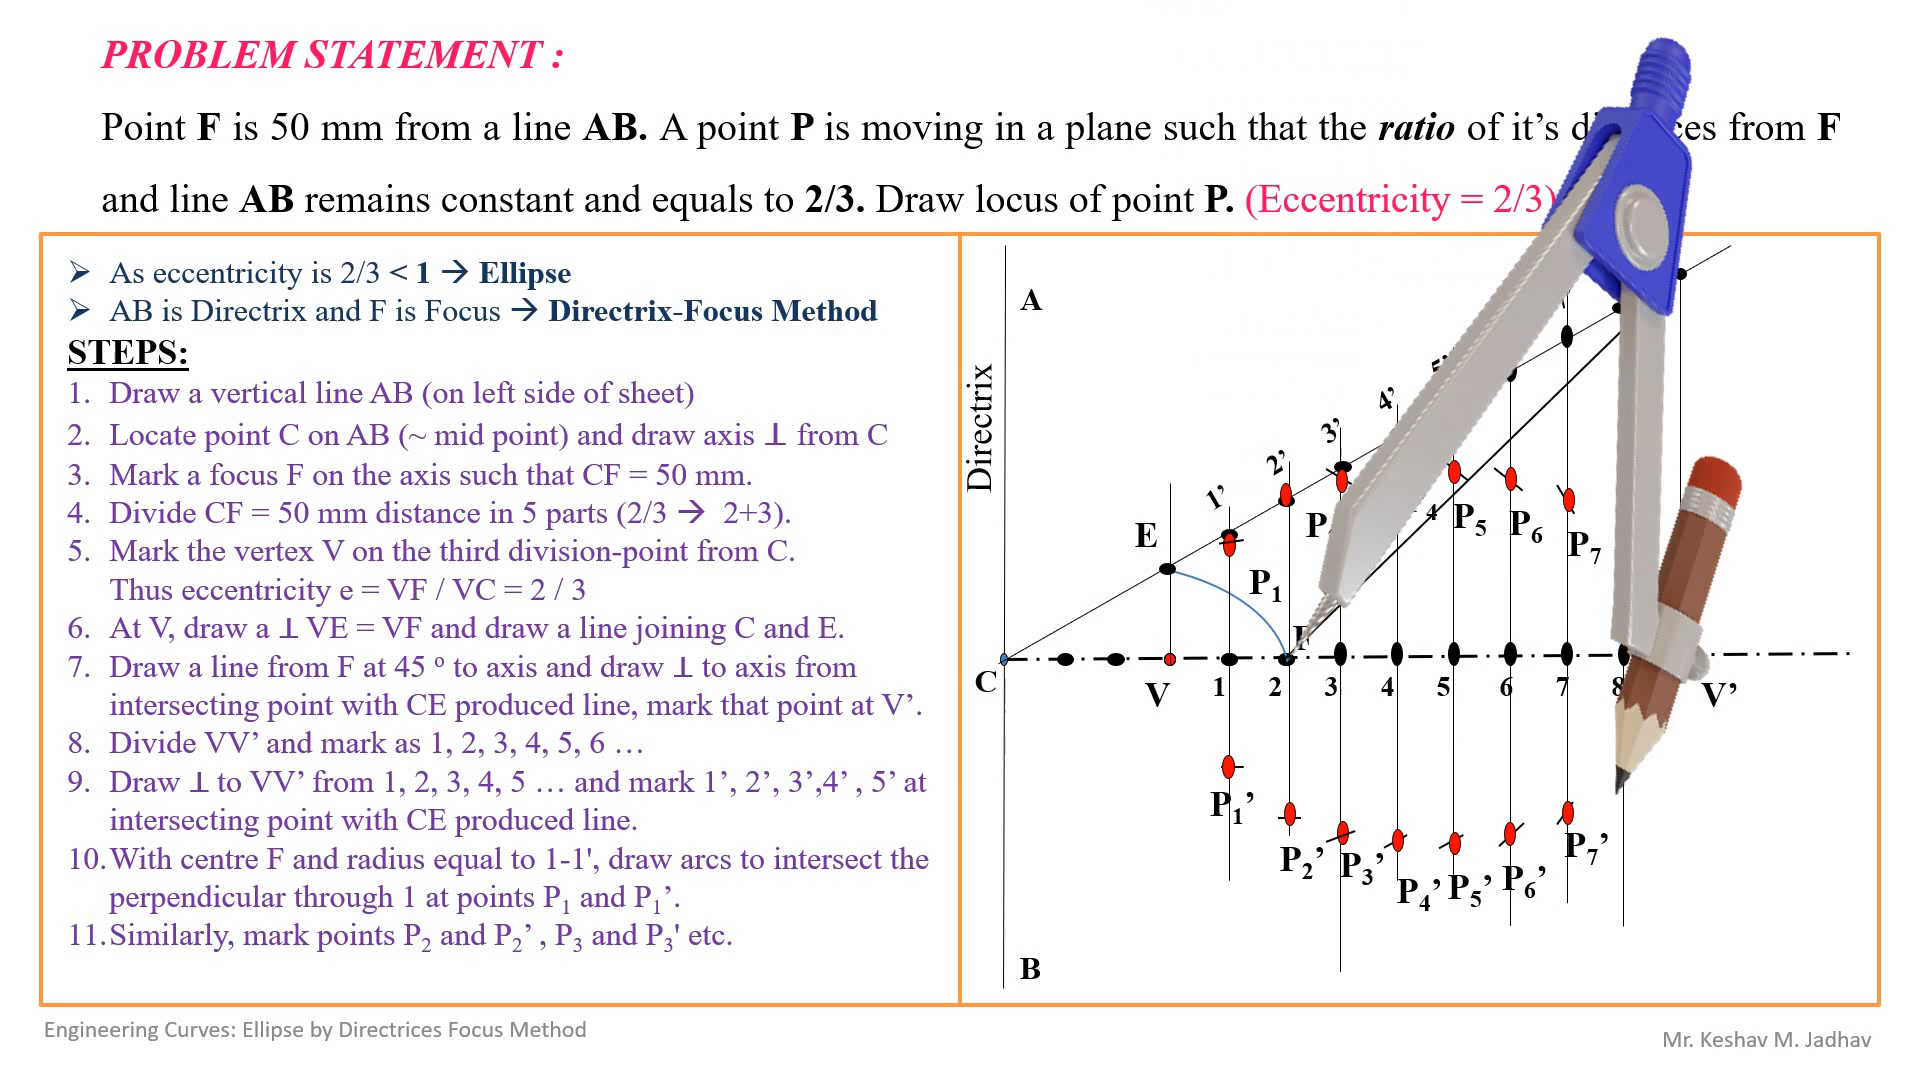 PROBLEM STATEMENT :
Point F is 50 mm from a line AB. A point P is moving in a plane such that the ratio of it’s from F
and line AB remains constant and equals to 2/3. Draw locus of point P. (Eccentricity = 2/3)
➢ As eccentricity is 2/3 < 1 → Ellipse
➢ AB is Directrix and F is Focus → Directrix-Focus Method
STEPS:
1. Draw a vertical line AB (on left side of sheet)
2. Locate point C on AB (~ mid point) and draw axis ⊥ from C
3. Mark a focus F on the axis such that CF = 50 mm.
4. Divide CF = 50 mm distance in 5 parts (2/3 → 2+3).
5. Mark the vertex V on the third division-point from C.
Thus eccentricity e = VF / VC = 2 / 3
6. At V, draw a ⊥ VE = VF and draw a line joining C and E.
7. Draw a line from F at 45 º to axis and draw ⊥ to axis from
intersecting point with CE produced line, mark that point at V’.
8. Divide VV’ and mark as 1, 2, 3, 4, 5, 6 …
9. Draw ⊥ to VV’ from 1, 2, 3, 4, 5 … and mark 1’, 2’, 3’,4’ , 5’ at
intersecting point with CE produced line.
10. With centre F and radius equal to 1-1', draw arcs to intersect the
perpendicular through 1 at points P₁ and P₁’.
11. Similarly, mark points P₂ and P₂’ , P₃ and P₃' etc.
A
Directrix
4’
3’
2’
1’
E
P
4
P₅
P₆
P₇
P₁
F
C
V
1
2
3
4
5
6
7
8
V’
P₁’
P₂’
P₃’
P₄’
P₅’
P₆’
P₇’
B
Engineering Curves: Ellipse by Directrices Focus Method
Mr. Keshav M. Jadhav